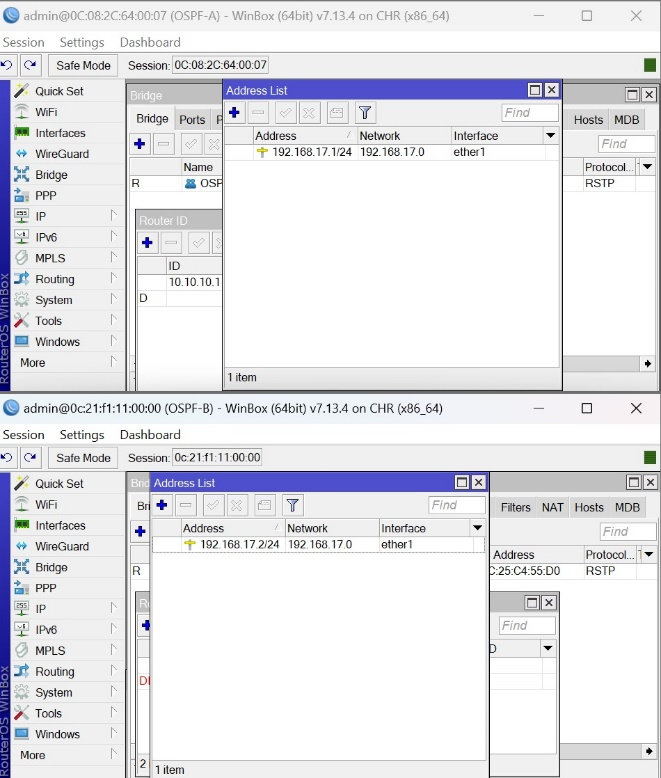 admin@0C:08:2C:64:00:07 (OSPF-A) - WinBox (64bit) v7.13.4 on CHR (x86_64)
Session Settings Dashboard
Safe Mode Session: 0C:08:2C:64:00:07
Quick Set
WiFi
Interfaces
WireGuard
Bridge
PPP
IP
IPv6
MPLS
Routing
System
Tools
Windows
More
RouterOS WinBox
Bridge
Bridge Ports
Hosts MDB
Find
Name
Protocol...
R OSP
RSTP
Router ID
ID
10.10.10.1
D
Address List
Find
Address Network Interface
192.168.17.1/24 192.168.17.0 ether1
1 item
admin@0c:21:f1:11:00:00 (OSPF-B) - WinBox (64bit) v7.13.4 on CHR (x86_64)
Session Settings Dashboard
Safe Mode Session: 0c:21:f1:11:00:00
Quick Set
WiFi
Interfaces
WireGuard
Bridge
PPP
IP
IPv6
MPLS
Routing
System
Tools
Windows
More
RouterOS WinBox
Filters NAT Hosts MDB
Find
Address Protocol...
R
C:25:C4:55:D0 RSTP
Find
D
2
Address List
Find
Address Network Interface
192.168.17.2/24 192.168.17.0 ether1
1 item